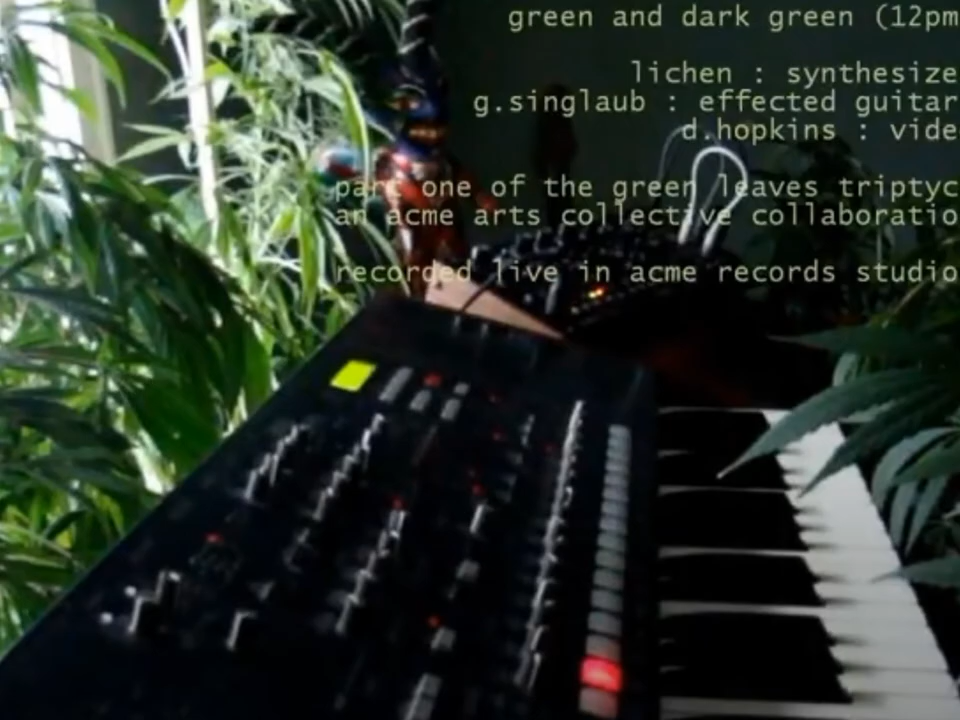 green and dark green (12pm
lichen : synthesize
g.singlaub : effected guitar
d.hopkins : vide
part one of the green leaves triptyc
an acme arts collective collaboratio
recorded live in acme records studio